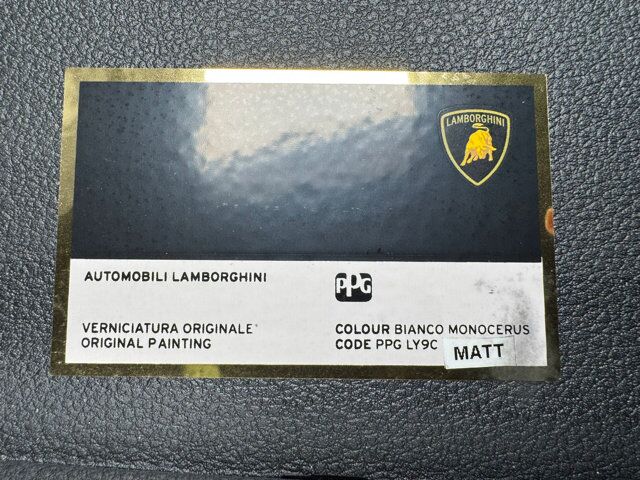 LAMBORGHINI
AUTOMOBILI LAMBORGHINI
PPG
VERNICIATURA ORIGINALE
ORIGINAL PAINTING
COLOUR BIANCO MONOCERUS
CODE PPG LY9C
MATT